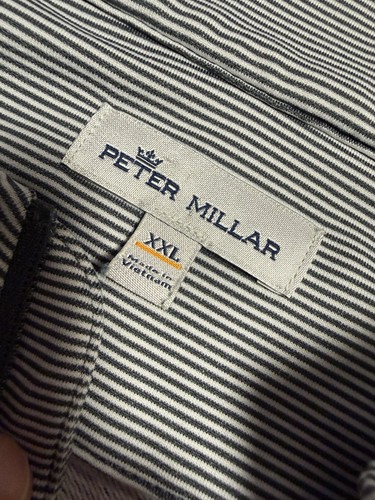 PETER MILLAR
XXL
Made in
Vietnam